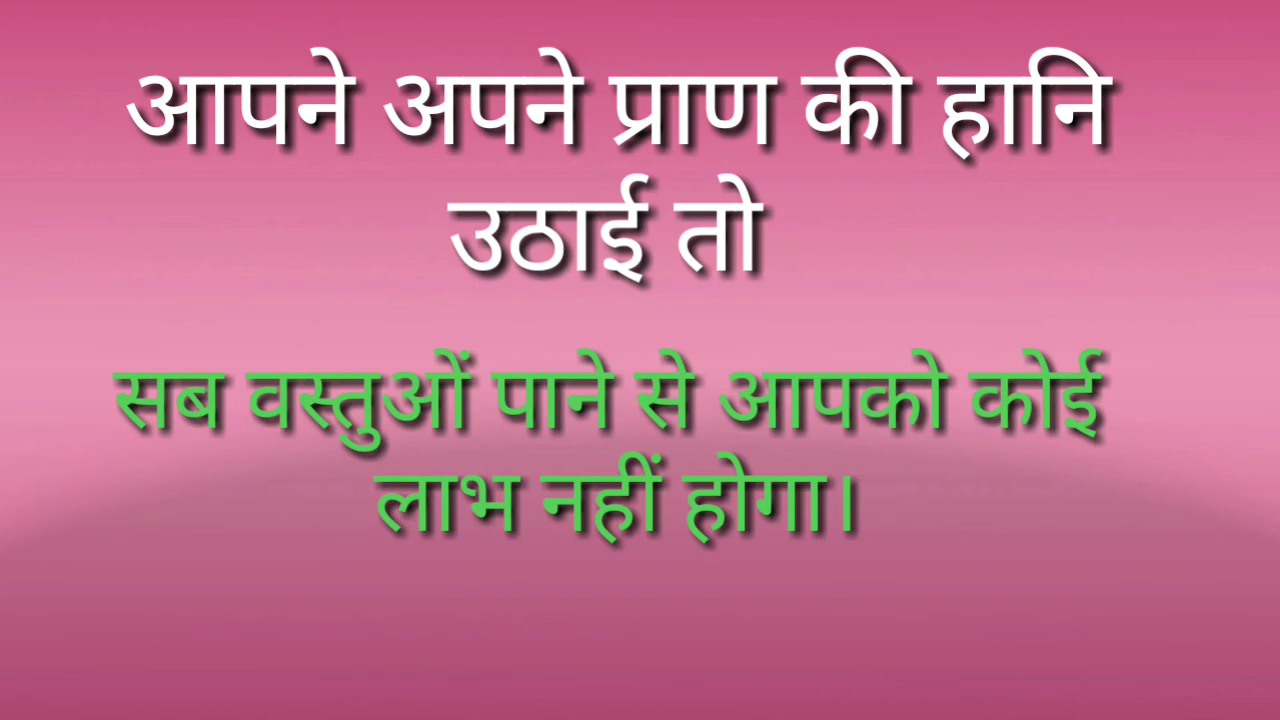 आपने अपने प्राण की हानि
उठाई तो
सब वस्तुओं पाने से आपको कोई
लाभ नहीं होगा।